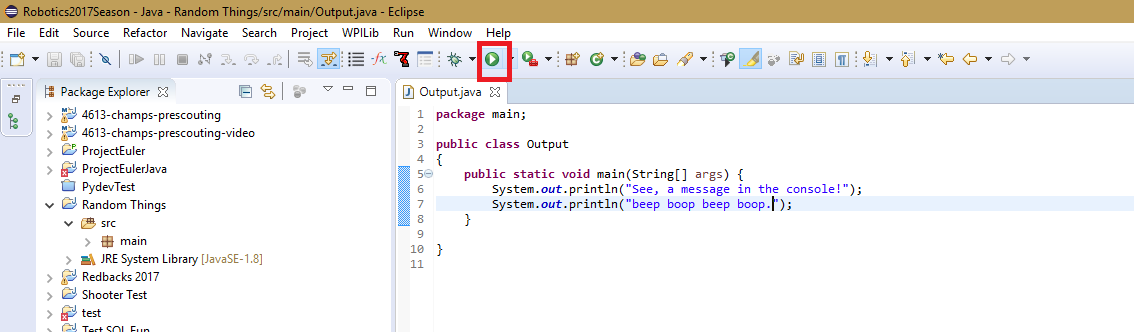 Robotics2017Season - Java - Random Things/src/main/Output.java - Eclipse
File Edit Source Refactor Navigate Search Project WPILib Run Window Help
Package Explorer
4613-champs-prescouting
4613-champs-prescouting-video
ProjectEuler
ProjectEulerJava
PydevTest
Random Things
src
main
JRE System Library [JavaSE-1.8]
Redbacks 2017
Shooter Test
test
Test SQL Fun
Output.java
1 package main;
2
3 public class Output
4 {
5 public static void main(String[] args) {
6 System.out.println("See, a message in the console!");
7 System.out.println("beep boop beep boop.");
8 }
9
10 }
11